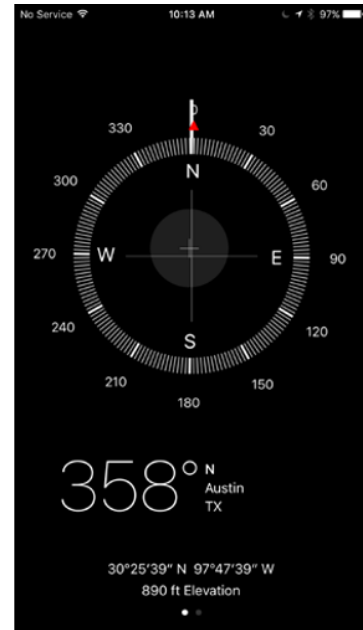 No Service 10:13 AM 97%
0
330 30
N
300 60
270 W E 90
240 120
S
210 150
180
358° N
Austin
TX
30°25'39" N 97°47'39" W
890 ft Elevation